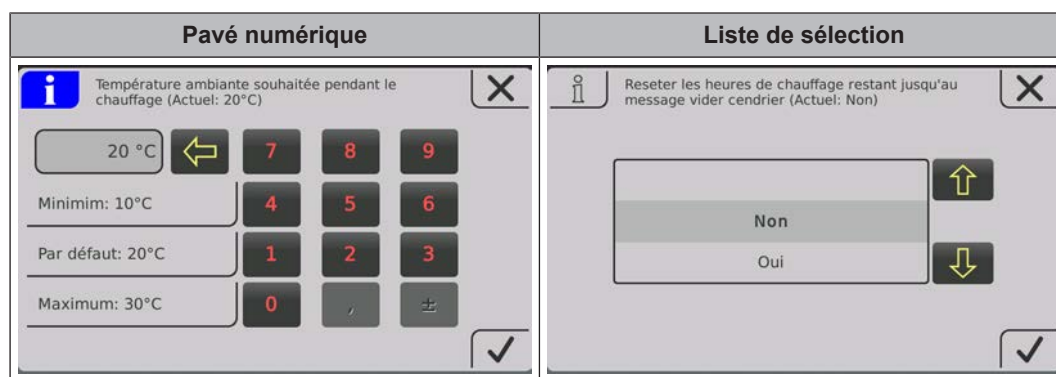 Pavé numérique
Liste de sélection
i
Température ambiante souhaitée pendant le
chauffage (Actuel: 20°C)
20 °C
7 8 9
Minimim: 10°C
4 5 6
Par défaut: 20°C
1 2 3
Maximum: 30°C
0 , ±
i
Reseter les heures de chauffage restant jusqu'au
message vider cendrier (Actuel: Non)
Non
Oui